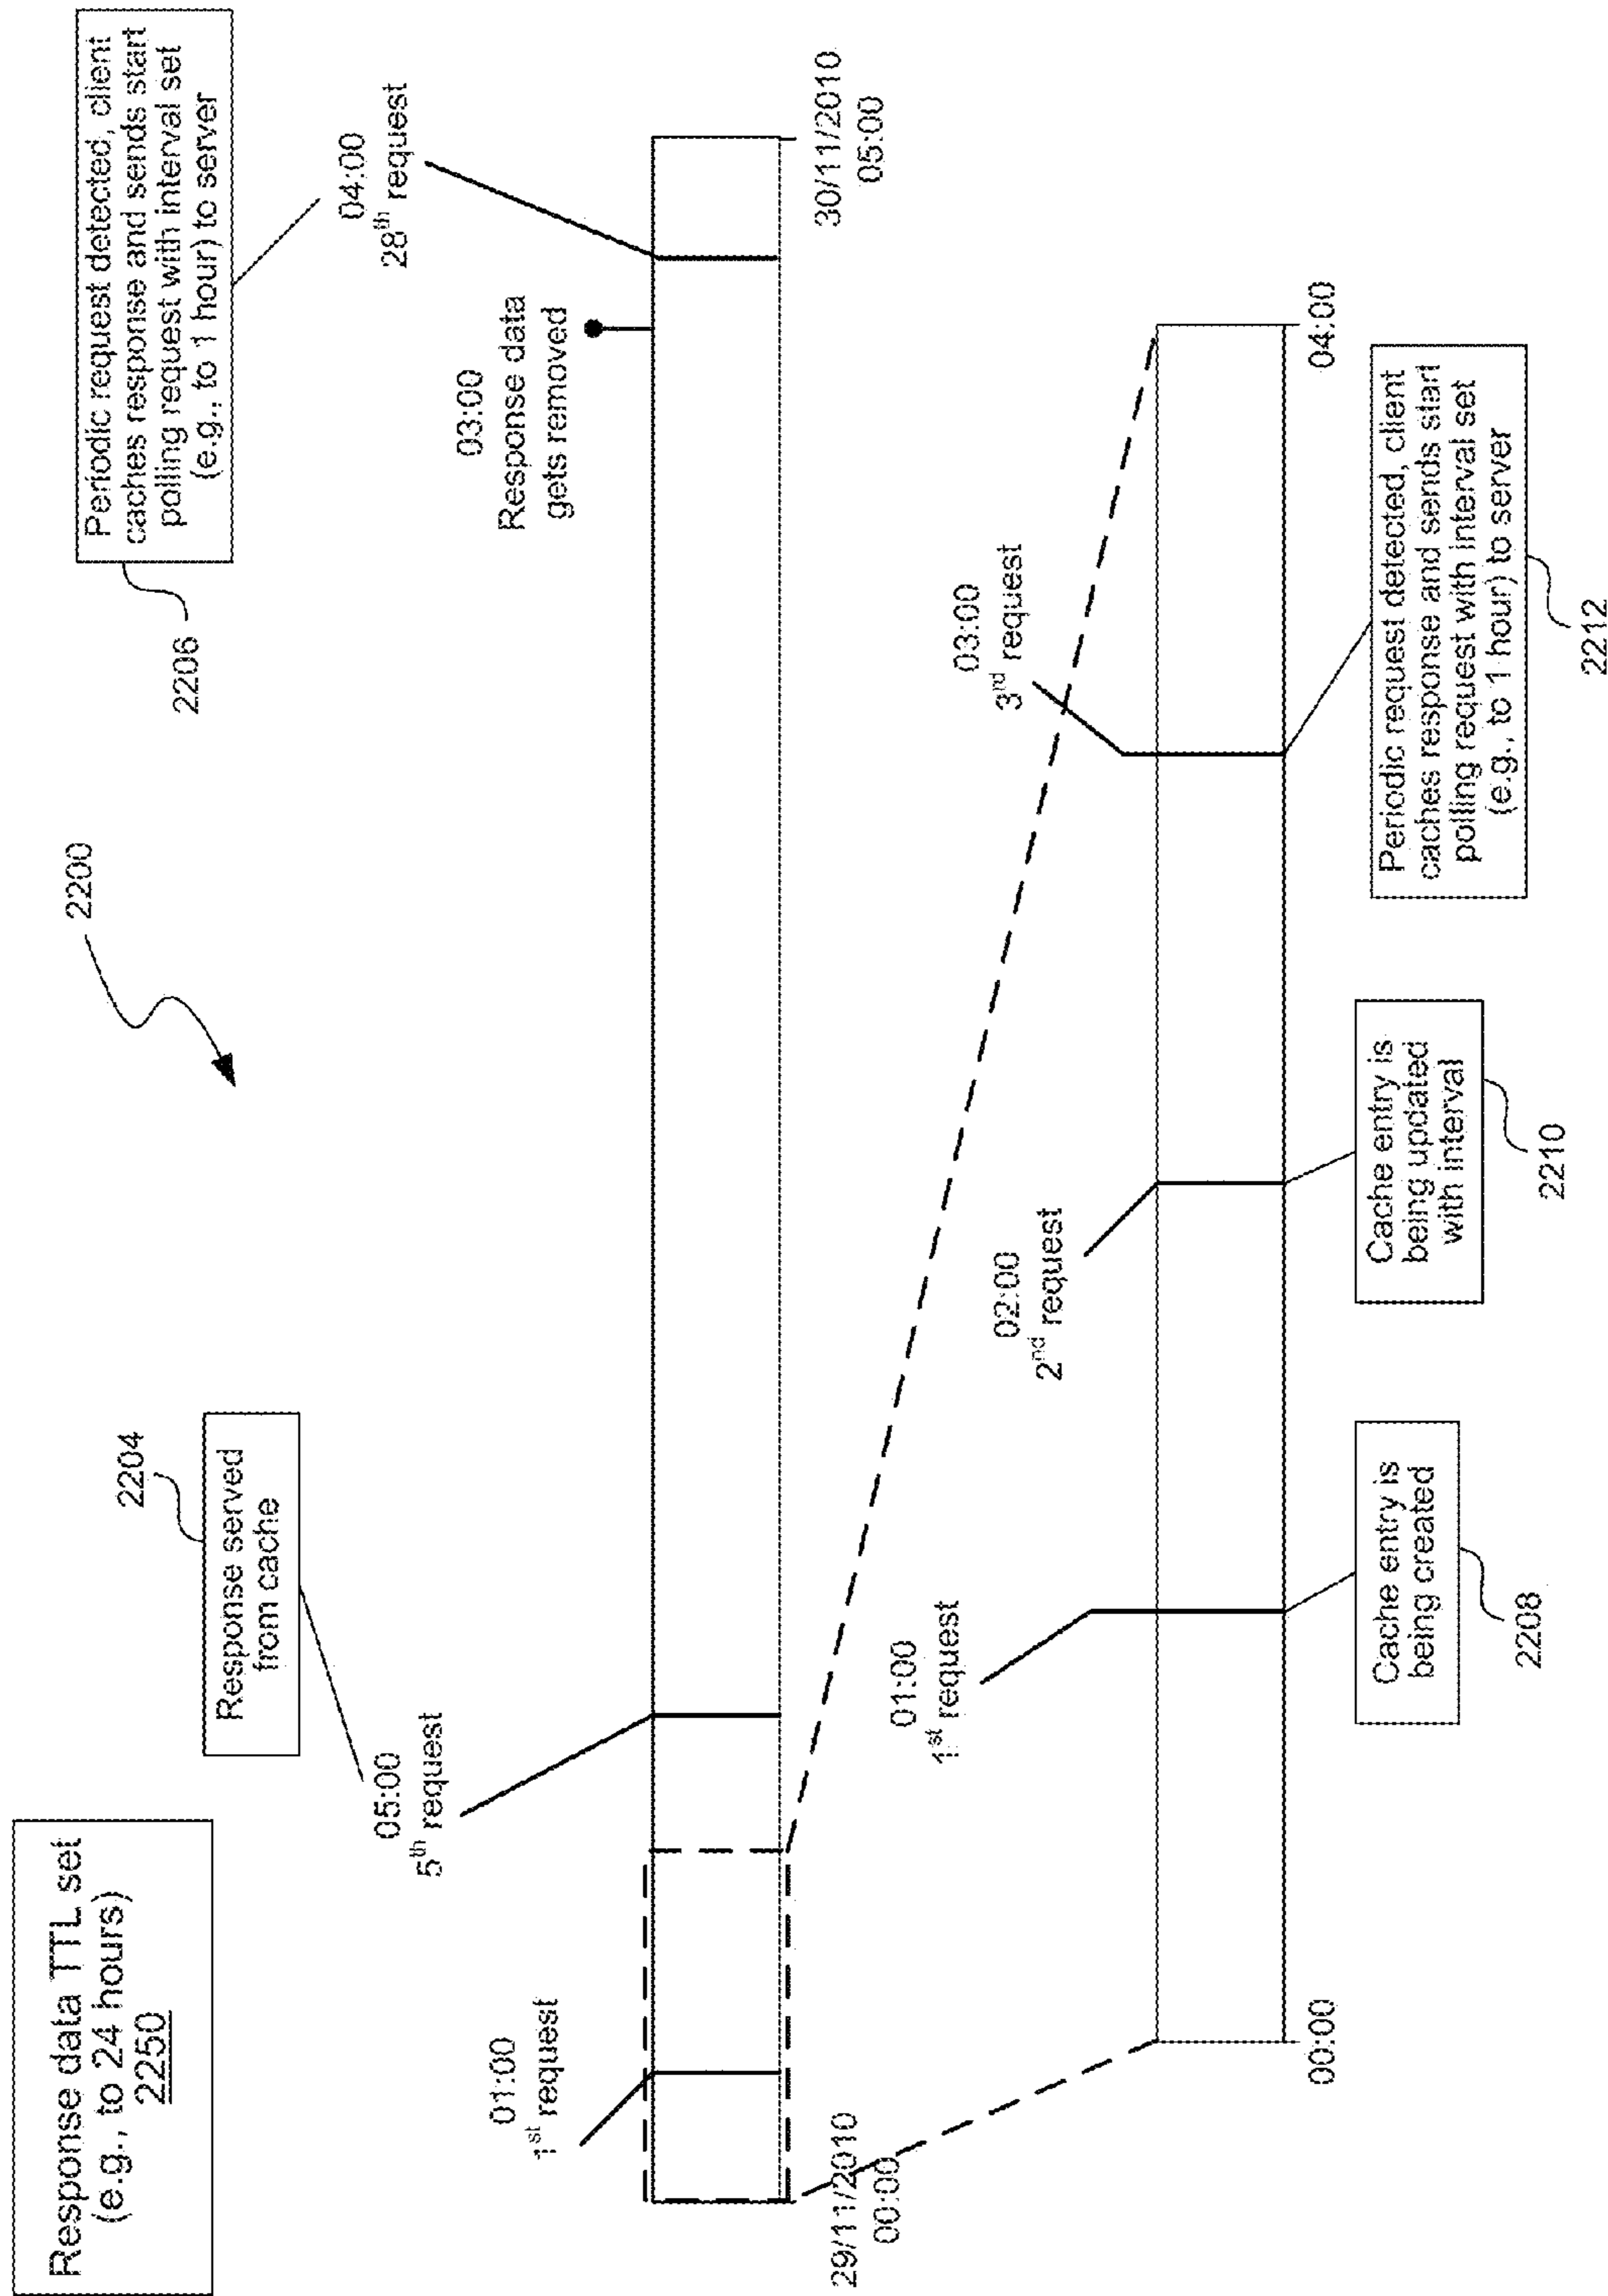 Response data TTL set
(e.g., to 24 hours)
2250
2200
2204
Response served
from cache
2206
Periodic request detected, client
caches response and sends start
polling request with interval set
(e.g., to 1 hour) to server
01:00
1st request
05:00
5th request
03:00
Response data
gets removed
04:00
28th request
29/11/2010
00:00
30/11/2010
05:00
01:00
1st request
02:00
2nd request
03:00
3rd request
00:00
04:00
Cache entry is
being created
2208
Cache entry is
being updated
with interval
2210
Periodic request detected, client
caches response and sends start
polling request with interval set
(e.g., to 1 hour) to server
2212